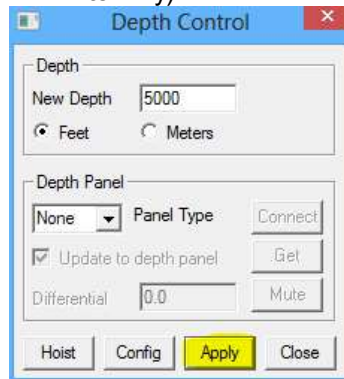 Depth Control
Depth
New Depth 5000
Feet Meters
Depth Panel
None Panel Type Connect
Update to depth panel Get
Differential 0.0 Mute
Hoist Config Apply Close